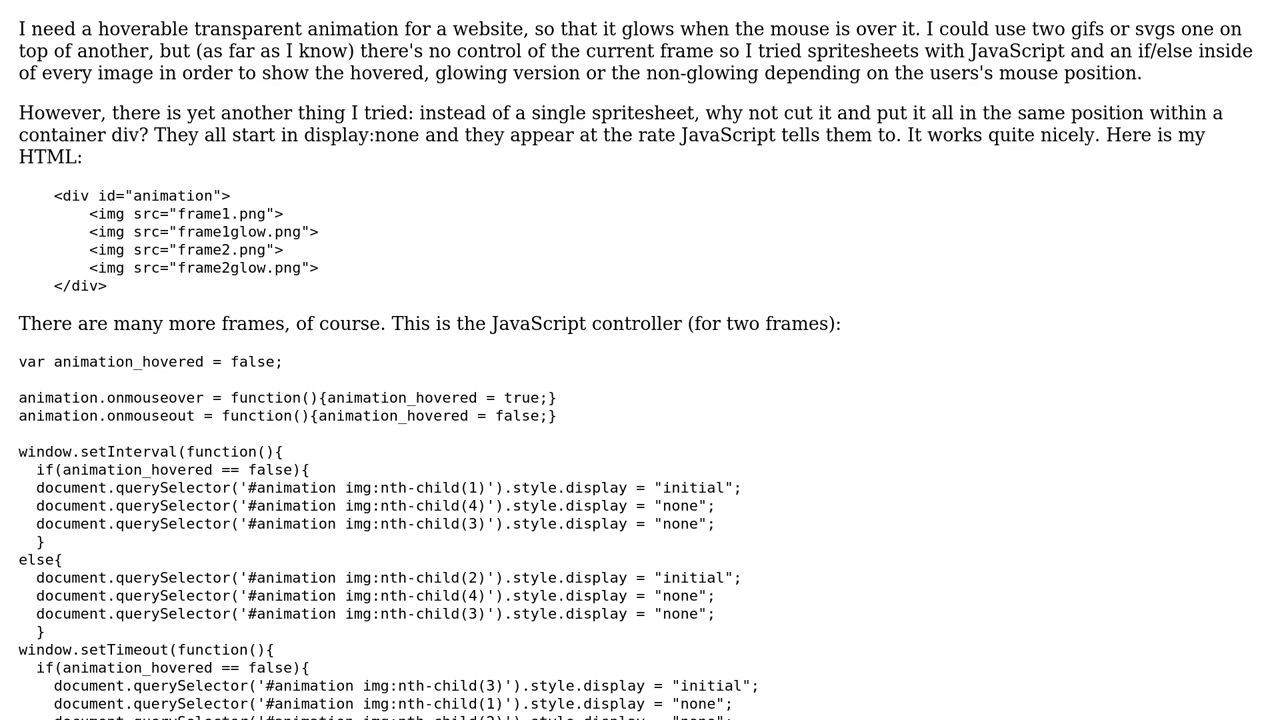 I need a hoverable transparent animation for a website, so that it glows when the mouse is over it. I could use two gifs or svgs one on
top of another, but (as far as I know) there's no control of the current frame so I tried spritesheets with JavaScript and an if/else inside
of every image in order to show the hovered, glowing version or the non-glowing depending on the users's mouse position.
However, there is yet another thing I tried: instead of a single spritesheet, why not cut it and put it all in the same position within a
container div? They all start in display:none and they appear at the rate JavaScript tells them to. It works quite nicely. Here is my
HTML:
<div id="animation">
<img src="frame1.png">
<img src="frame1glow.png">
<img src="frame2.png">
<img src="frame2glow.png">
</div>
There are many more frames, of course. This is the JavaScript controller (for two frames):
var animation_hovered = false;
animation.onmouseover = function(){animation_hovered = true;}
animation.onmouseout = function(){animation_hovered = false;}
window.setInterval(function(){
if(animation_hovered == false){
document.querySelector('#animation img:nth-child(1)').style.display = "initial";
document.querySelector('#animation img:nth-child(4)').style.display = "none";
document.querySelector('#animation img:nth-child(3)').style.display = "none";
}
else{
document.querySelector('#animation img:nth-child(2)').style.display = "initial";
document.querySelector('#animation img:nth-child(4)').style.display = "none";
document.querySelector('#animation img:nth-child(3)').style.display = "none";
}
window.setTimeout(function(){
if(animation_hovered == false){
document.querySelector('#animation img:nth-child(3)').style.display = "initial";
document.querySelector('#animation img:nth-child(1)').style.display = "none";